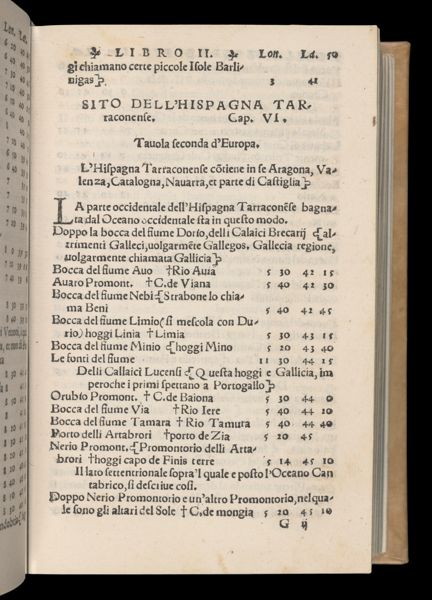 LIBRO II. Lon. La. 50
gi chiamano certe piccole Isole Barli-
nigas}. 3 41
SITO DELL'HISPAGNA TAR-
raconense. Cap. VI.
Tauola seconda d'Europa.
L'Hispagna Tarraconense cõtiene in se Aragona, Va-
lenza, Catalogna, Nauarra, et parte di Castiglia}
LA parte occidentale dell'Hispagna Tarraconẽse bagna-
ta dal Oceano occidentale sta in questo modo.
Doppo la bocca del fiume Dorio, delli Calaici Brecarij {al-
trimenti Galleci, uolgarmẽte Gallegos. Gallecia regione,
uolgarmente chiamata Gallicia}
Bocca del fiume Auo †Rio Auia 5 30 42 15
Auaro Promont. †C. de Viana 5 40 42 30
Bocca del fiume Nebi {Strabone lo chia-
ma Beni 5 40 42 45
Bocca del fiume Limio (si mescola con Du-
rio) hoggi Linia †Limia 5 30 43 15
Bocca del fiume Minio {hoggi Mino 5 20 43 40
Le fonti del fiume 11 30 44 15
Delli Callaici Lucensi {Questa hoggi e Gallicia, im
peroche i primi spettano a Portogallo}
Orubio Promont. † C. de Baiona 5 30 44 0
Bocca del fiume Via †Rio Iere 5 40 44 10
Bocca del fiume Tamara †Rio Tamuta 5 40 44 40
Porto delli Artabrori †porto de Zia 5 20 45
Nerio Promont. {Promontorio delli Arta-
brori †hoggi capo de Finis terre 5 14 45 10
Il lato settentrionale sopra'l quale e posto l'Oceano Can
tabrico, si descriue cosi.
Doppo Nerio Promontorio e un'altro Promontorio, nel qua-
le sono gli altari del Sole † C. de mongia 5 20 45 10
G ij